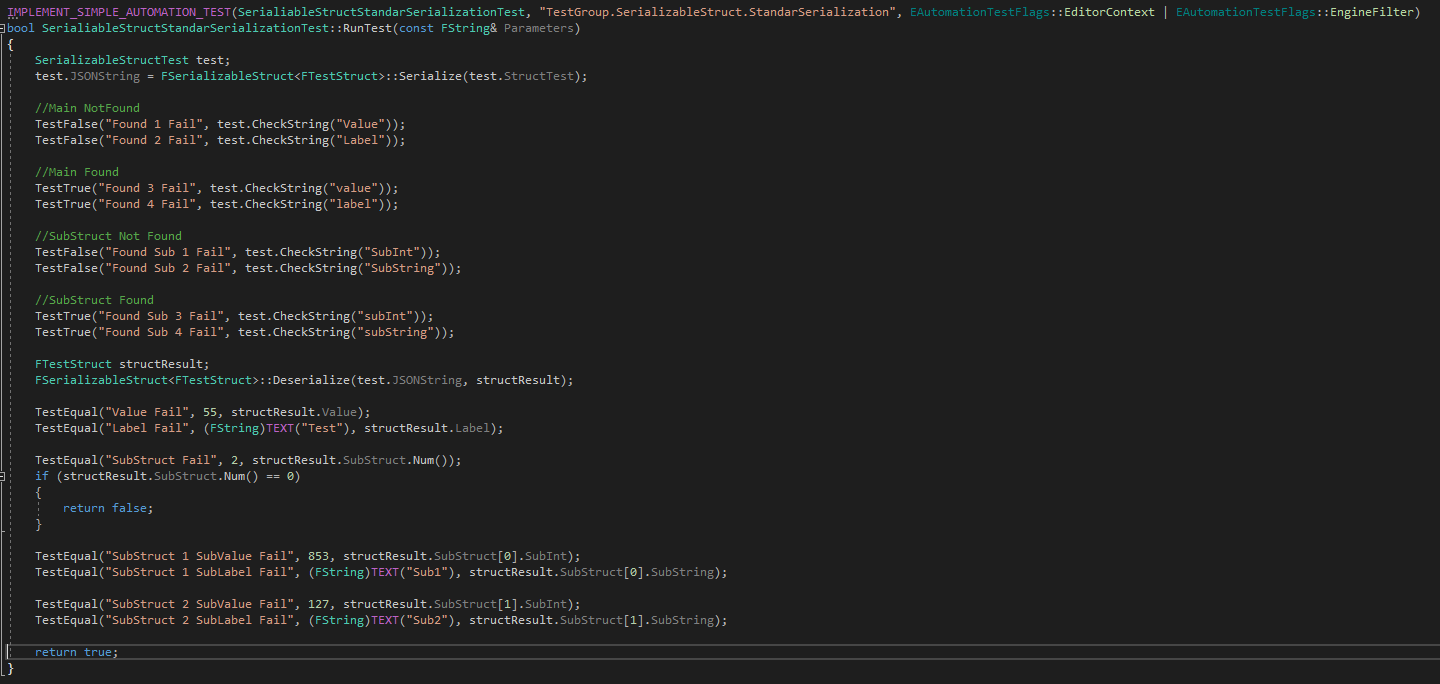 IMPLEMENT_SIMPLE_AUTOMATION_TEST(SerialiableStructStandarSerializationTest, "TestGroup.SerializableStruct.StandarSerialization", EAutomationTestFlags::EditorContext | EAutomationTestFlags::EngineFilter)
bool SerialiableStructStandarSerializationTest::RunTest(const FString& Parameters)
{
    SerializableStructTest test;
    test.JSONString = FSerializableStruct<FTestStruct>::Serialize(test.StructTest);

    //Main NotFound
    TestFalse("Found 1 Fail", test.CheckString("Value"));
    TestFalse("Found 2 Fail", test.CheckString("Label"));

    //Main Found
    TestTrue("Found 3 Fail", test.CheckString("value"));
    TestTrue("Found 4 Fail", test.CheckString("label"));

    //SubStruct Not Found
    TestFalse("Found Sub 1 Fail", test.CheckString("SubInt"));
    TestFalse("Found Sub 2 Fail", test.CheckString("SubString"));

    //SubStruct Found
    TestTrue("Found Sub 3 Fail", test.CheckString("subInt"));
    TestTrue("Found Sub 4 Fail", test.CheckString("subString"));

    FTestStruct structResult;
    FSerializableStruct<FTestStruct>::Deserialize(test.JSONString, structResult);

    TestEqual("Value Fail", 55, structResult.Value);
    TestEqual("Label Fail", (FString)TEXT("Test"), structResult.Label);

    TestEqual("SubStruct Fail", 2, structResult.SubStruct.Num());
    if (structResult.SubStruct.Num() == 0)
    {
        return false;
    }

    TestEqual("SubStruct 1 SubValue Fail", 853, structResult.SubStruct[0].SubInt);
    TestEqual("SubStruct 1 SubLabel Fail", (FString)TEXT("Sub1"), structResult.SubStruct[0].SubString);

    TestEqual("SubStruct 2 SubValue Fail", 127, structResult.SubStruct[1].SubInt);
    TestEqual("SubStruct 2 SubLabel Fail", (FString)TEXT("Sub2"), structResult.SubStruct[1].SubString);

    return true;
}